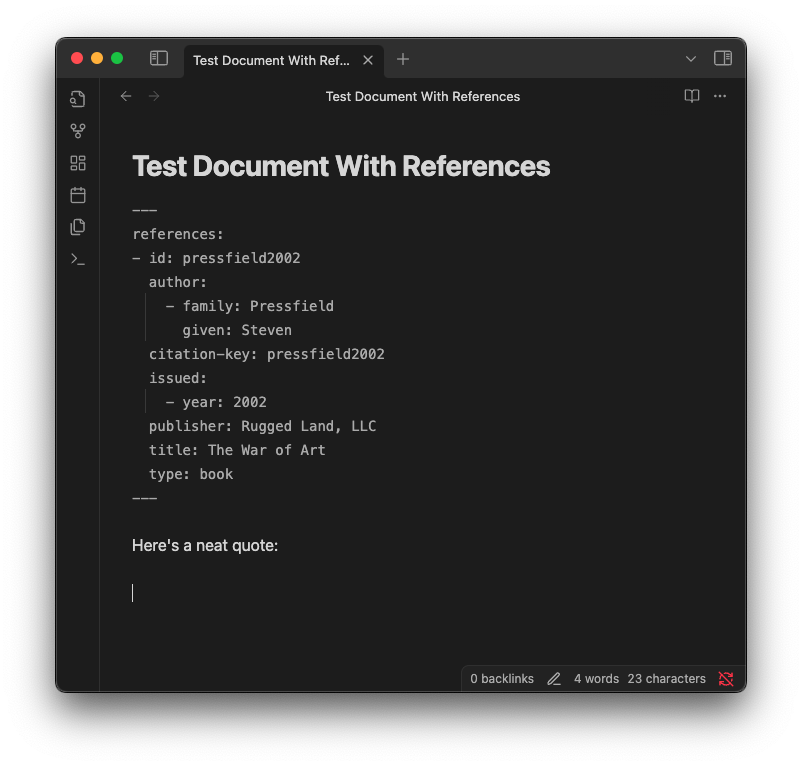 Test Document With Ref...
Test Document With References
Test Document With References
---
references:
- id: pressfield2002
  author:
    - family: Pressfield
      given: Steven
  citation-key: pressfield2002
  issued:
    - year: 2002
  publisher: Rugged Land, LLC
  title: The War of Art
  type: book
---
Here's a neat quote:
0 backlinks 4 words 23 characters